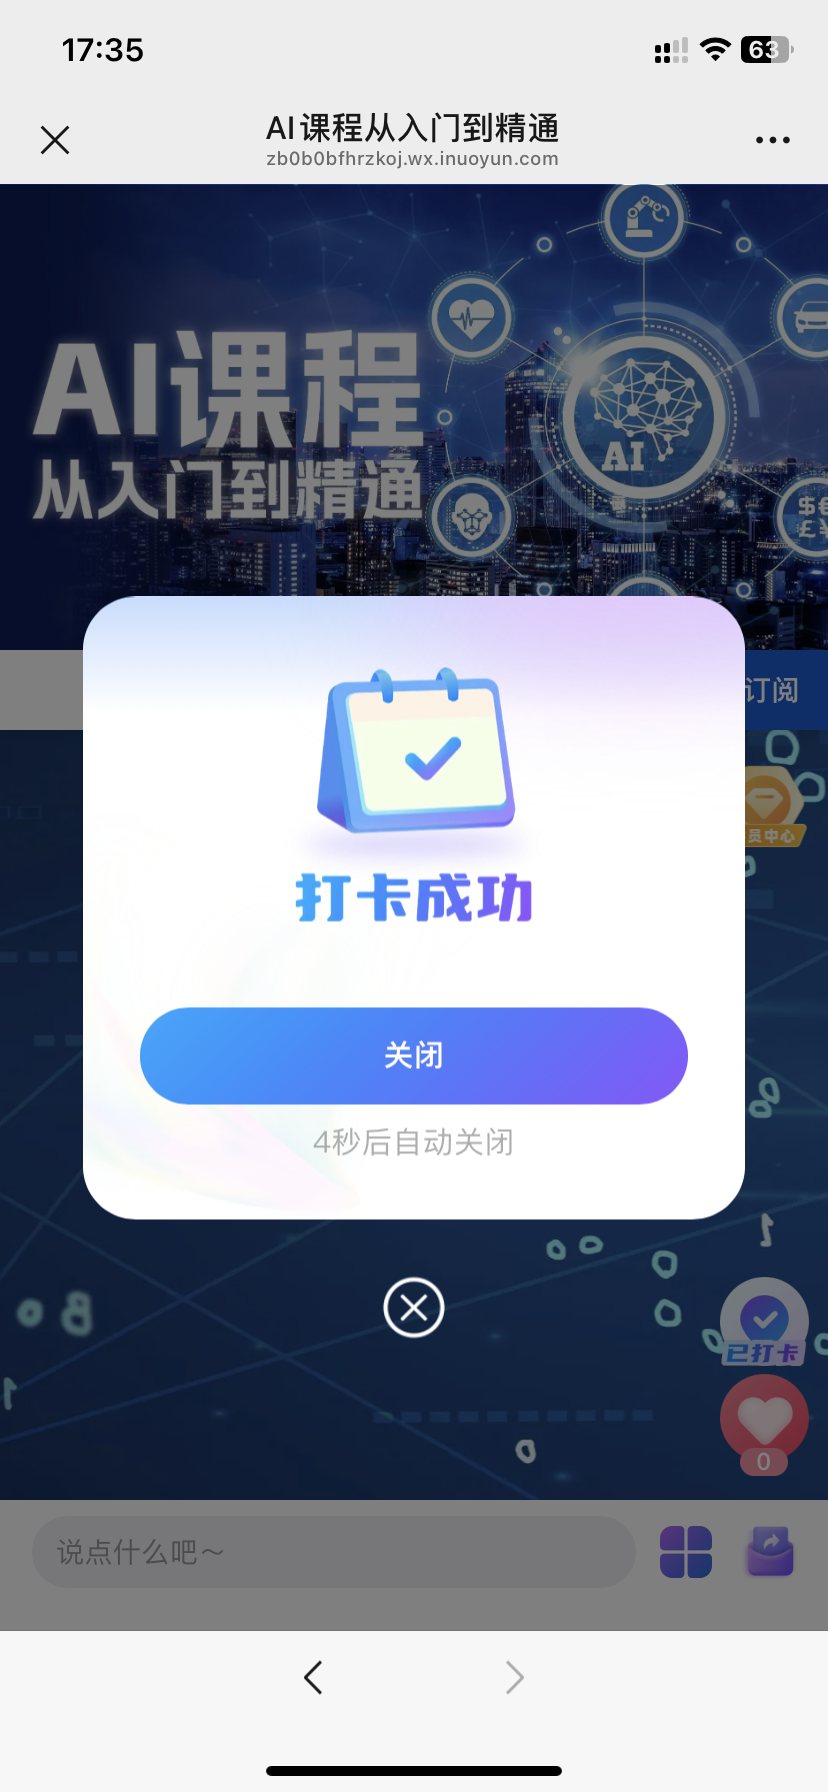 17:35
63
AI课程从入门到精通
zb0b0bfhrzkoj.wx.inuoyun.com
AI课程
从入门到精通
AI
$€
£¥
订阅
员中心
打卡成功
关闭
4秒后自动关闭
已打卡
0
说点什么吧～